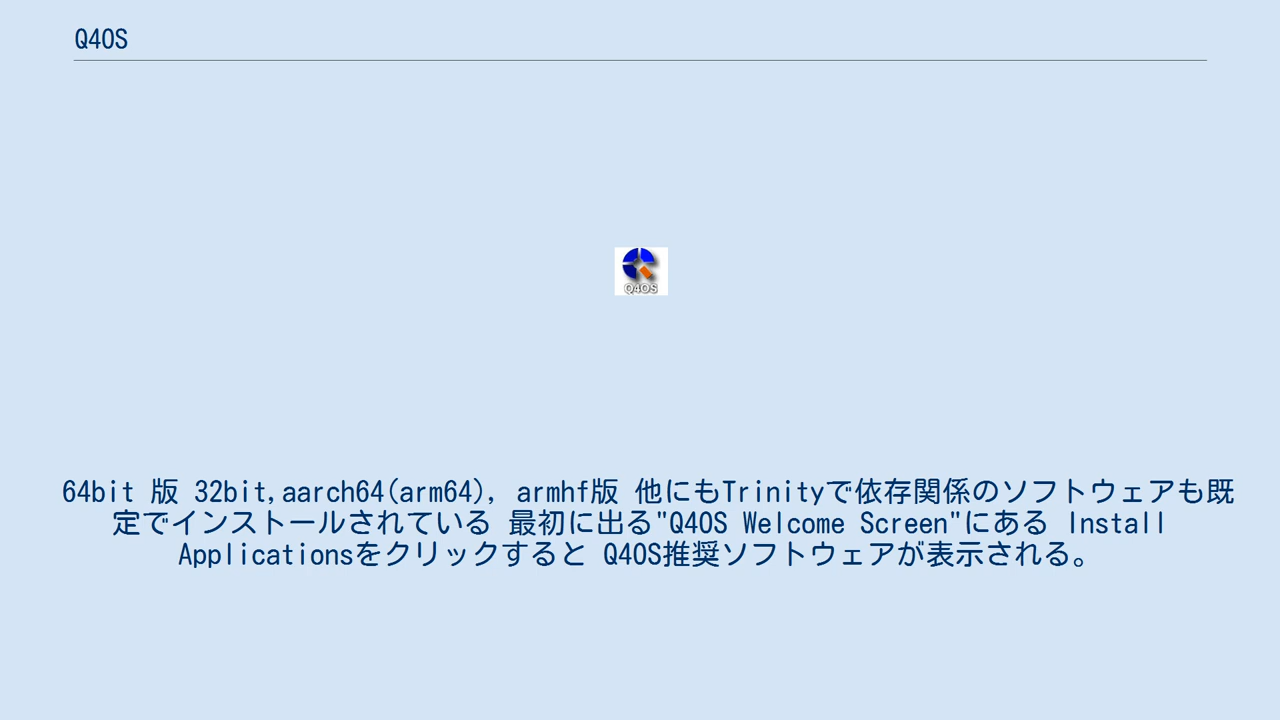 Q4OS
Q4OS
64bit 版 32bit,aarch64(arm64), armhf版 他にもTrinityで依存関係のソフトウェアも既
定でインストールされている 最初に出る"Q4OS Welcome Screen"にある Install
Applicationsをクリックすると Q4OS推奨ソフトウェアが表示される。